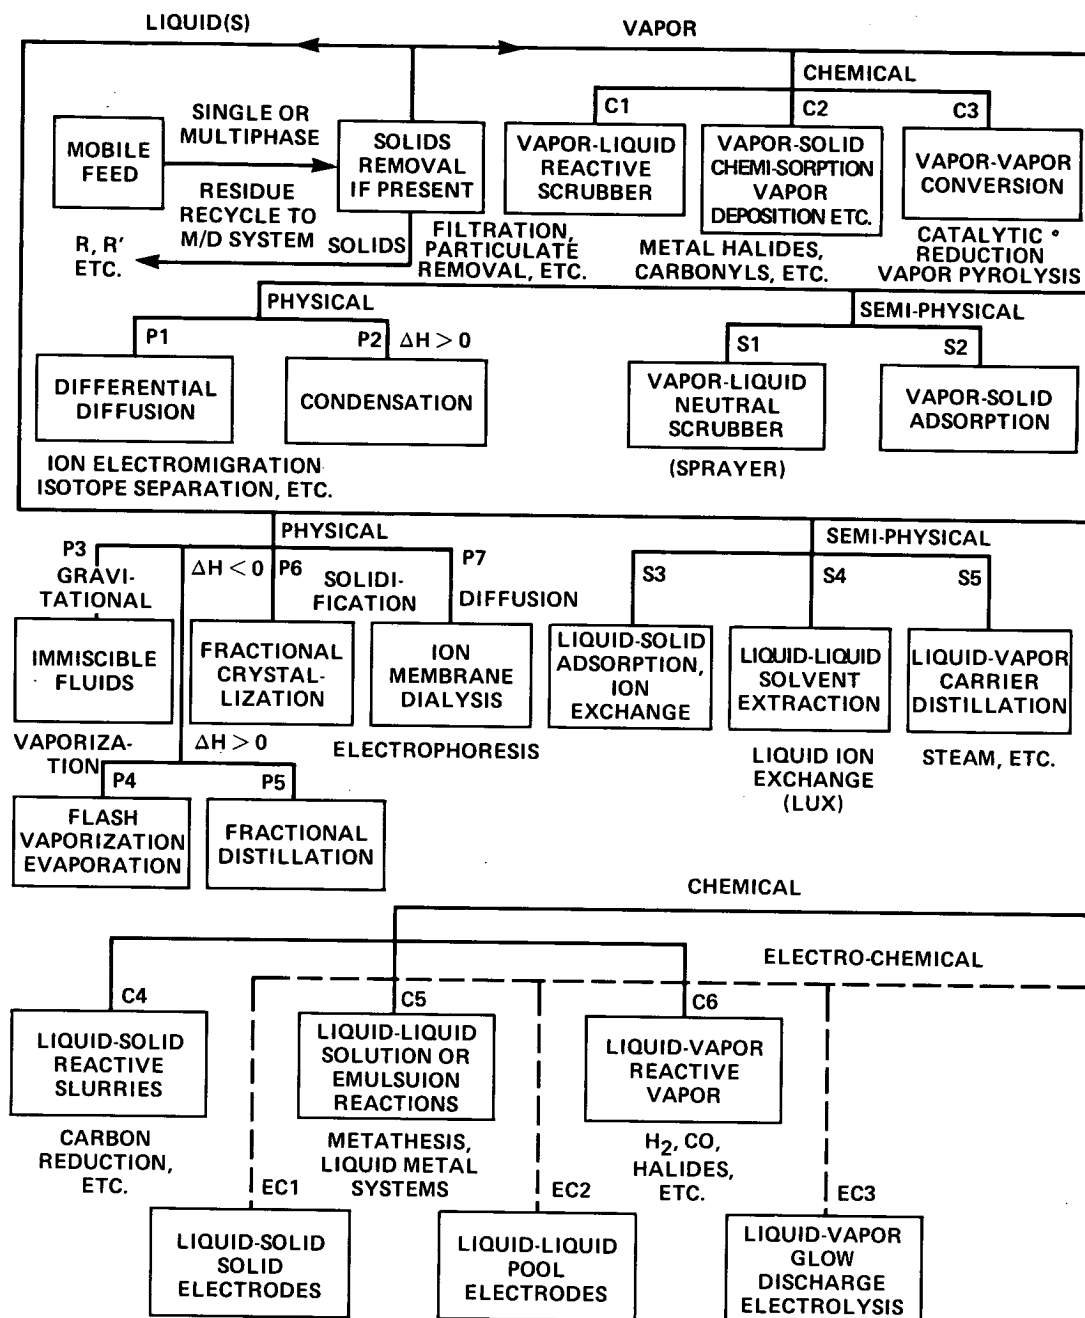 LIQUID(S)
VAPOR
CHEMICAL
C1
C2
C3
MOBILE
FEED
SINGLE OR
MULTIPHASE
RESIDUE
RECYCLE TO
M/D SYSTEM
SOLIDS
REMOVAL
IF PRESENT
VAPOR-LIQUID
REACTIVE
SCRUBBER
VAPOR-SOLID
CHEMI-SORPTION
VAPOR
DEPOSITION ETC.
VAPOR-VAPOR
CONVERSION
R, R'
ETC.
SOLIDS
FILTRATION,
PARTICULATE
REMOVAL, ETC.
METAL HALIDES,
CARBONYLS, ETC.
CATALYTIC
REDUCTION
VAPOR PYROLYSIS
PHYSICAL
P1
P2
ΔH > 0
SEMI-PHYSICAL
S1
S2
DIFFERENTIAL
DIFFUSION
CONDENSATION
VAPOR-LIQUID
NEUTRAL
SCRUBBER
VAPOR-SOLID
ADSORPTION
ION ELECTROMIGRATION
ISOTOPE SEPARATION, ETC.
(SPRAYER)
PHYSICAL
SEMI-PHYSICAL
P3
GRAVI-
TATIONAL
ΔH < 0
P6
SOLIDI-
FICATION
P7
DIFFUSION
S3
S4
S5
IMMISCIBLE
FLUIDS
FRACTIONAL
CRYSTAL-
LIZATION
ION
MEMBRANE
DIALYSIS
LIQUID-SOLID
ADSORPTION,
ION
EXCHANGE
LIQUID-LIQUID
SOLVENT
EXTRACTION
LIQUID-VAPOR
CARRIER
DISTILLATION
VAPORIZA-
TION
ΔH > 0
ELECTROPHORESIS
LIQUID ION
EXCHANGE
(LUX)
STEAM, ETC.
P4
P5
FLASH
VAPORIZATION
EVAPORATION
FRACTIONAL
DISTILLATION
CHEMICAL
ELECTRO-CHEMICAL
C4
C5
C6
LIQUID-SOLID
REACTIVE
SLURRIES
LIQUID-LIQUID
SOLUTION OR
EMULSUION
REACTIONS
LIQUID-VAPOR
REACTIVE
VAPOR
CARBON
REDUCTION,
ETC.
METATHESIS,
LIQUID METAL
SYSTEMS
H2, CO,
HALIDES,
ETC.
EC1
EC2
EC3
LIQUID-SOLID
SOLID
ELECTRODES
LIQUID-LIQUID
POOL
ELECTRODES
LIQUID-VAPOR
GLOW
DISCHARGE
ELECTROLYSIS